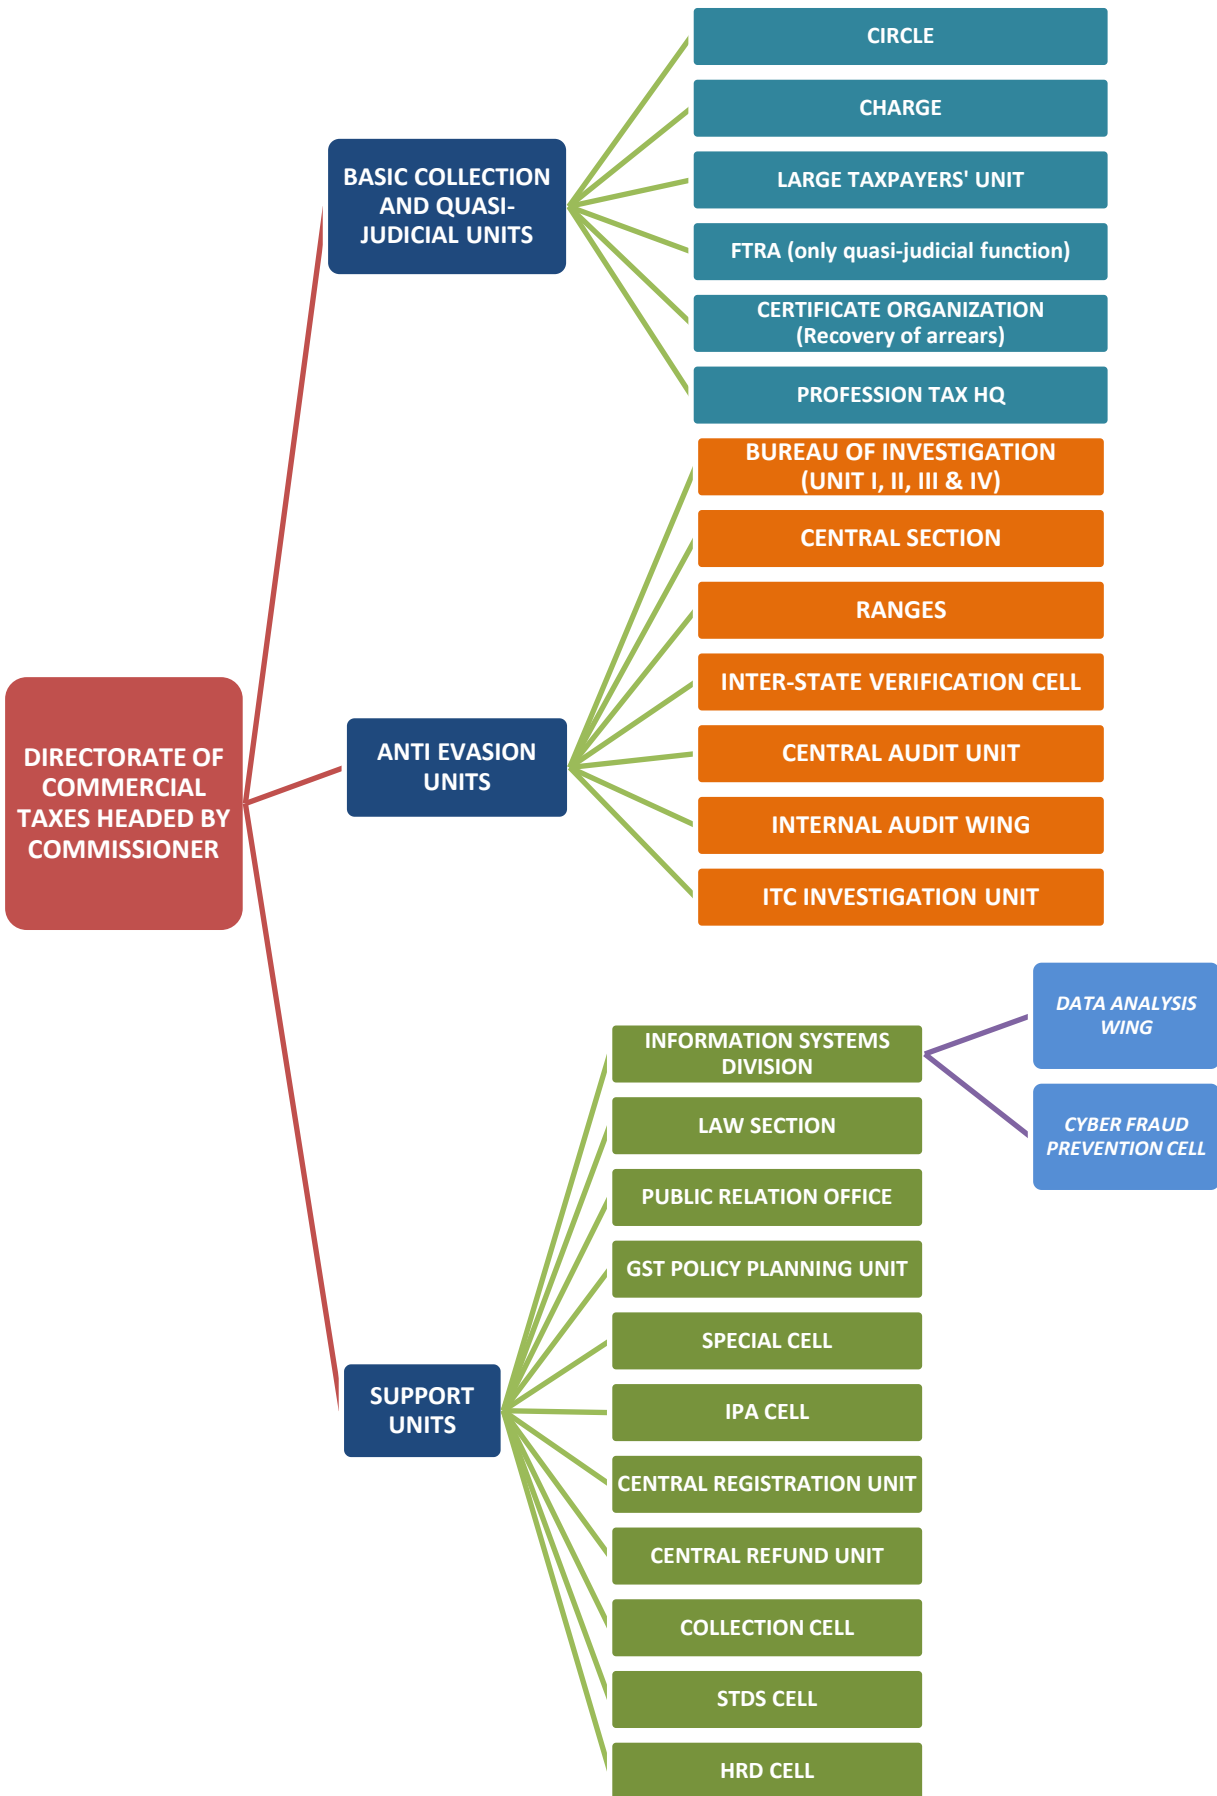 DIRECTORATE OF
COMMERCIAL
TAXES HEADED BY
COMMISSIONER
BASIC COLLECTION
AND QUASI-
JUDICIAL UNITS
CIRCLE
CHARGE
LARGE TAXPAYERS' UNIT
FTRA (only quasi-judicial function)
CERTIFICATE ORGANIZATION
(Recovery of arrears)
PROFESSION TAX HQ
ANTI EVASION
UNITS
BUREAU OF INVESTIGATION
(UNIT I, II, III & IV)
CENTRAL SECTION
RANGES
INTER-STATE VERIFICATION CELL
CENTRAL AUDIT UNIT
INTERNAL AUDIT WING
ITC INVESTIGATION UNIT
SUPPORT
UNITS
INFORMATION SYSTEMS
DIVISION
DATA ANALYSIS
WING
CYBER FRAUD
PREVENTION CELL
LAW SECTION
PUBLIC RELATION OFFICE
GST POLICY PLANNING UNIT
SPECIAL CELL
IPA CELL
CENTRAL REGISTRATION UNIT
CENTRAL REFUND UNIT
COLLECTION CELL
STDS CELL
HRD CELL